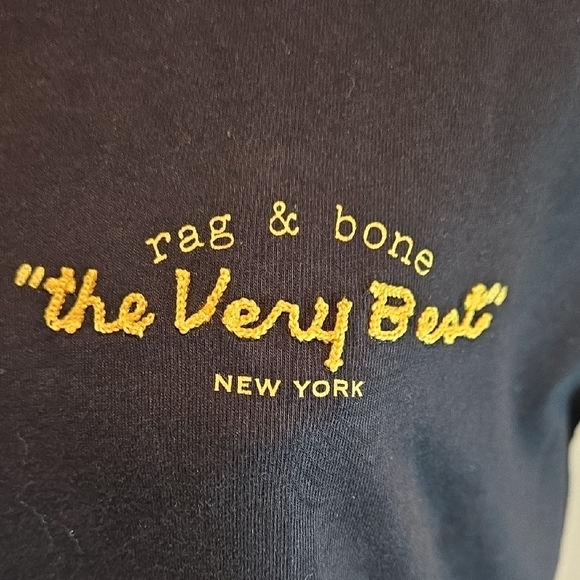 rag & bone
"the Very Best"
NEW YORK